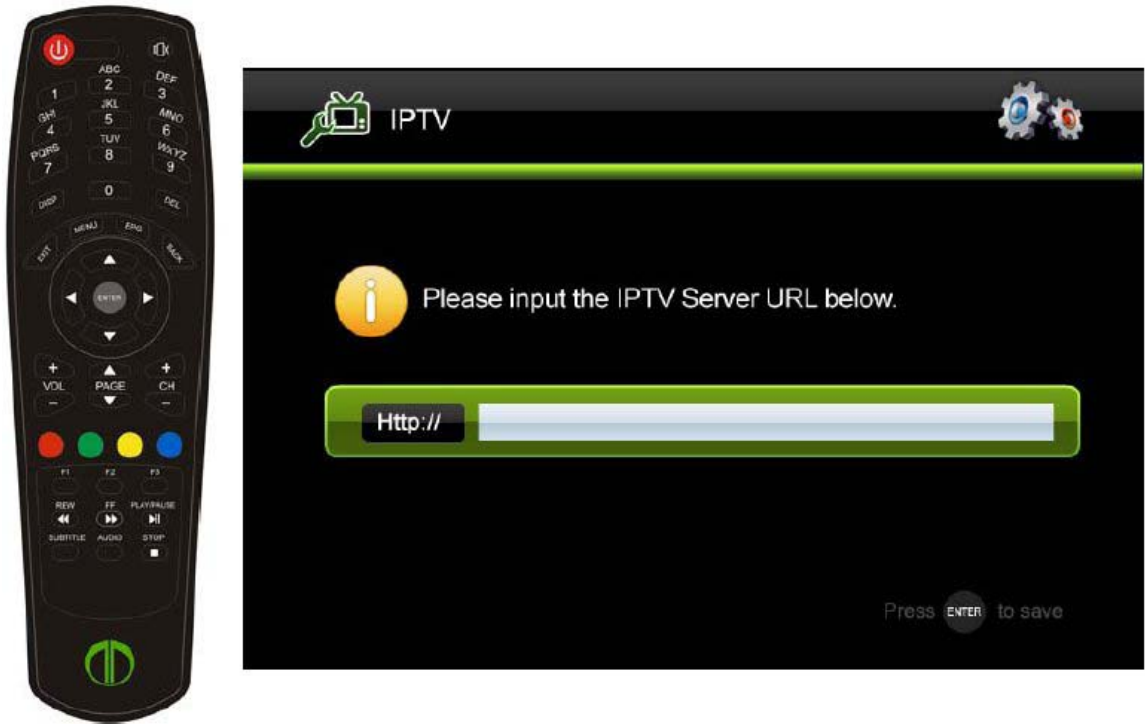 ABC
DEF
1
2
3
GHI
JKL
MNO
4
5
6
PQRS
TUV
WXYZ
7
8
9
DISP
0
DEL
EXIT
MENU
EPG
BACK
ENTER
+
+
VOL
PAGE
CH
-
-
F1
F2
F3
REW
FF
PLAY/PAUSE
SUBTITLE
AUDIO
STOP
IPTV
Please input the IPTV Server URL below.
Http://
Press ENTER to save